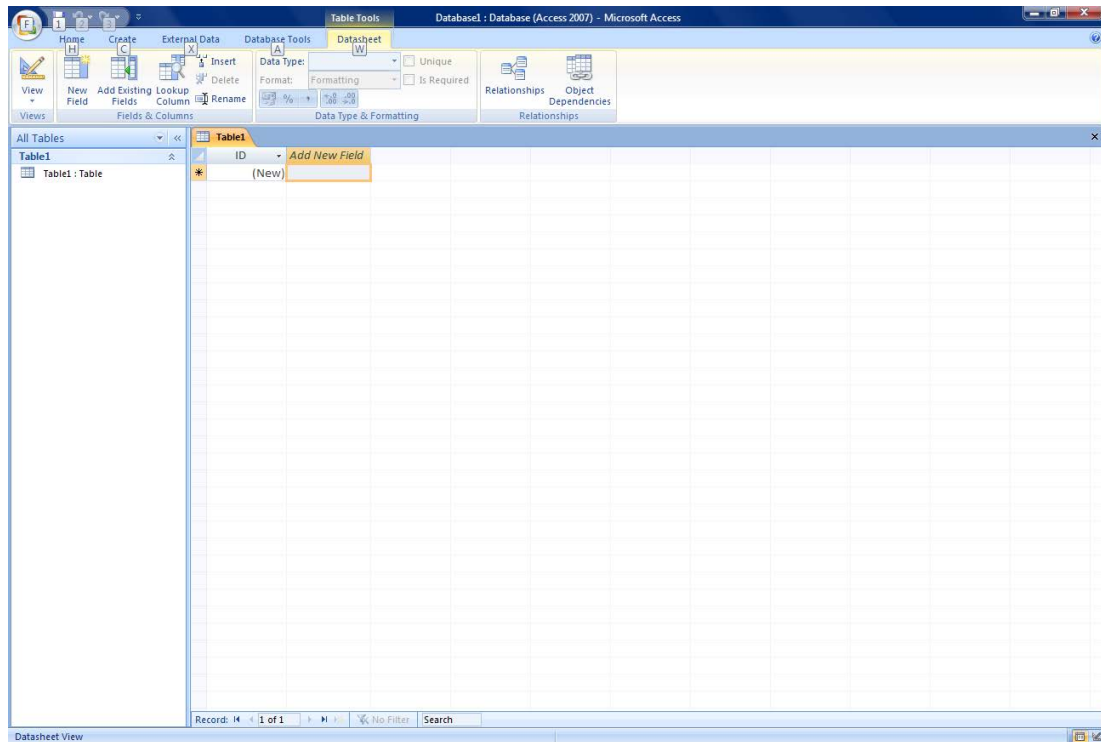 Table Tools Database1 : Database (Access 2007) - Microsoft Access
F 1 2 3
Home Create External Data Database Tools Datasheet
H C X A W
View
New Field
Add Existing Fields
Lookup Column
Insert
Delete
Rename
Data Type:
Format: Formatting
% ,
Unique
Is Required
Relationships
Object Dependencies
Views Fields & Columns Data Type & Formatting Relationships
All Tables
Table1
Table1 : Table
Table1
ID Add New Field
(New)
Record: 1 of 1 No Filter Search
Datasheet View